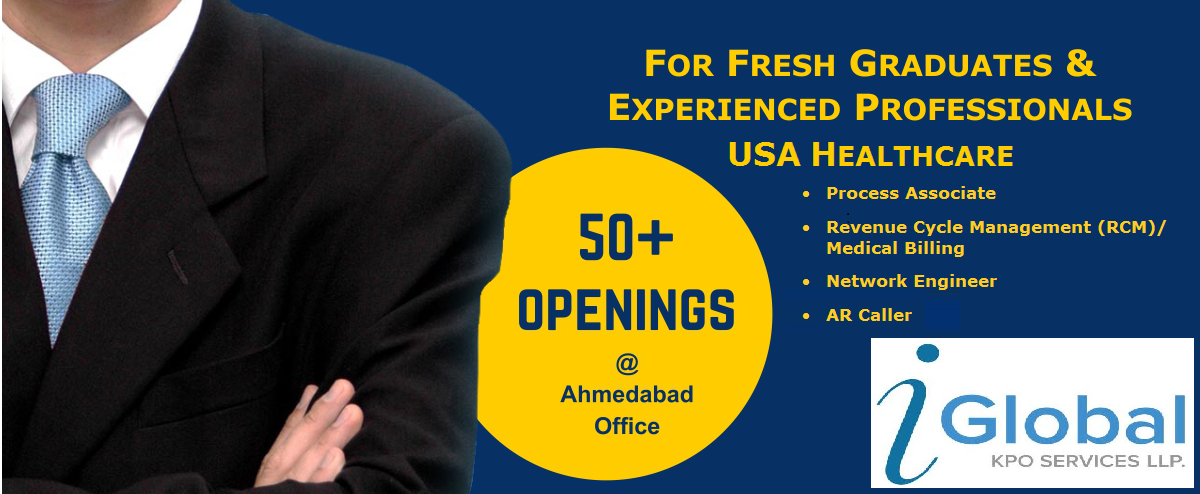 FOR FRESH GRADUATES &
EXPERIENCED PROFESSIONALS
USA HEALTHCARE
• Process Associate
• Revenue Cycle Management (RCM)/
Medical Billing
• Network Engineer
• AR Caller
50+
OPENINGS
@
Ahmedabad
Office
i Global
KPO SERVICES LLP.